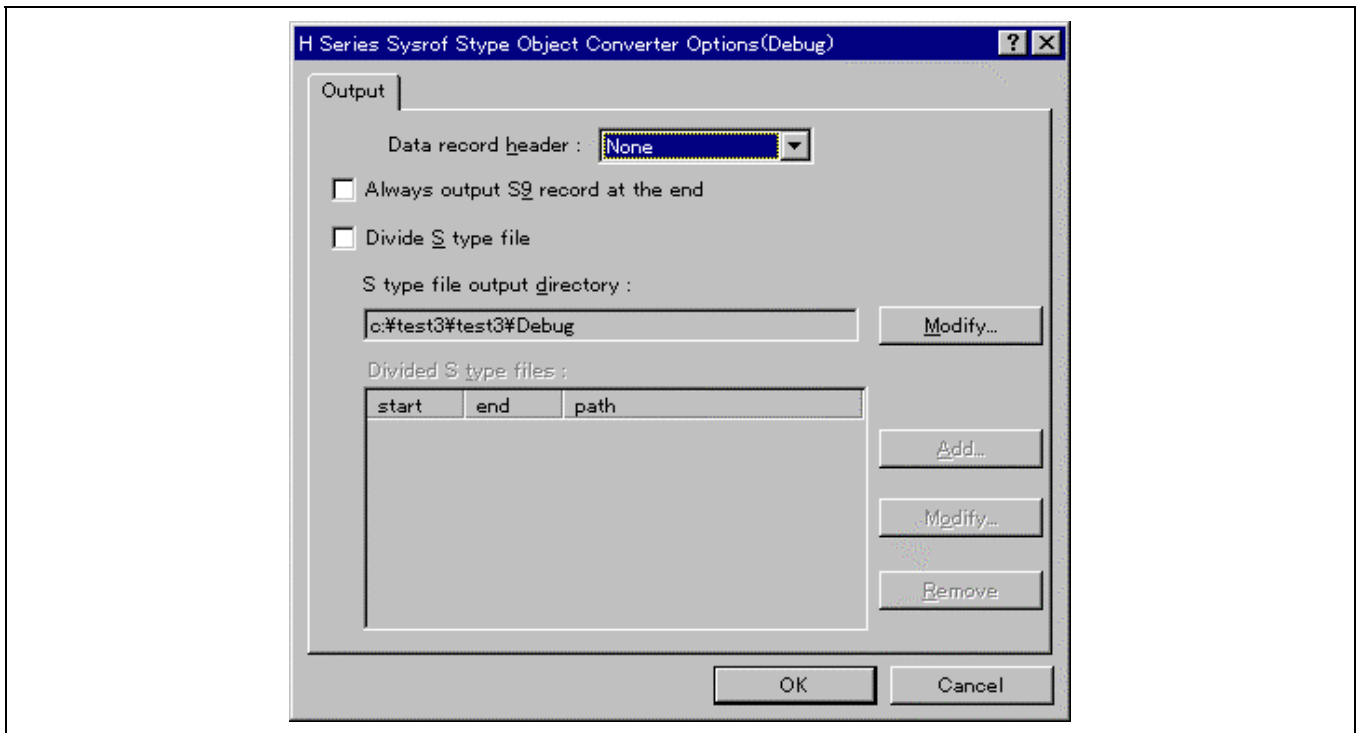 H Series Sysrof Stype Object Converter Options(Debug)
Output
Data record header : None
Always output S9 record at the end
Divide S type file
S type file output directory :
c:¥test3¥test3¥Debug Modify...
Divided S type files :
start end path
Add...
Modify...
Remove
OK Cancel